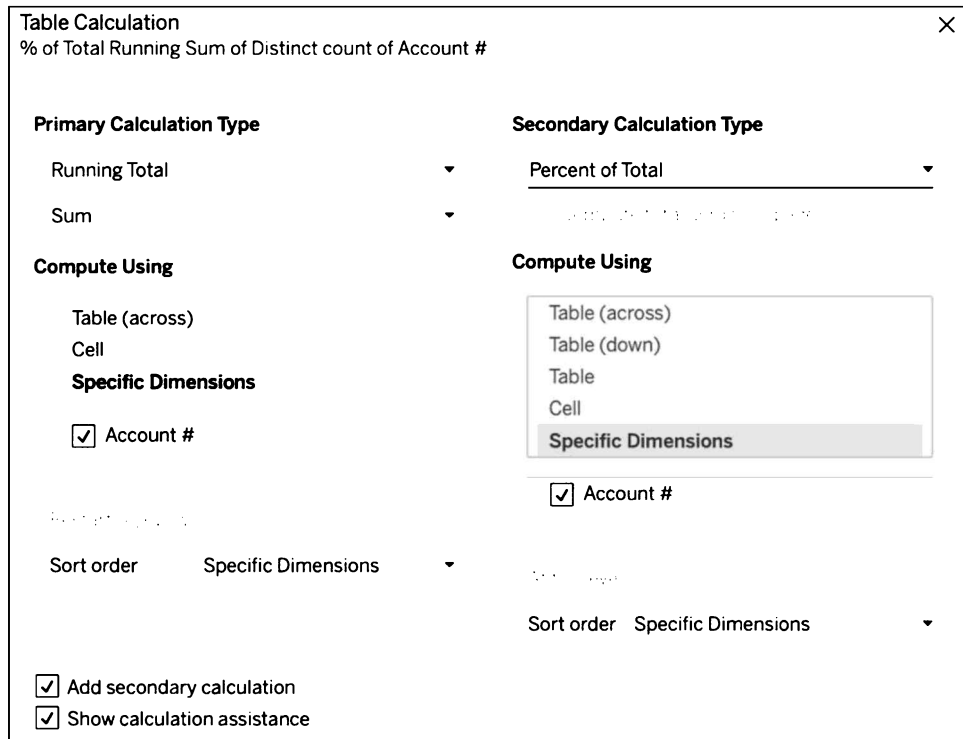 Table Calculation
% of Total Running Sum of Distinct count of Account #
Primary Calculation Type
Running Total
Sum
Compute Using
Table (across)
Cell
Specific Dimensions
Account #
Sort order Specific Dimensions
Secondary Calculation Type
Percent of Total
Compute Using
Table (across)
Table (down)
Table
Cell
Specific Dimensions
Account #
Sort order Specific Dimensions
Add secondary calculation
Show calculation assistance